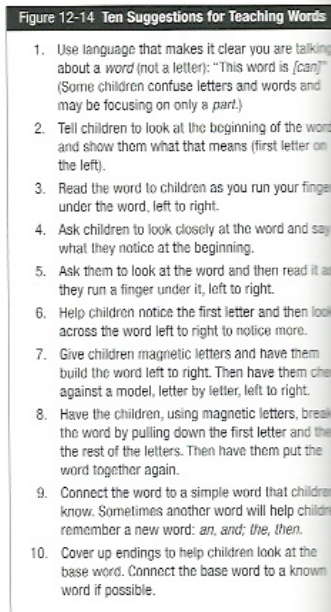 Figure 12-14 Ten Suggestions for Teaching Words
1. Use language that makes it clear you are talking
about a word (not a letter): "This word is [can]"
(Some children confuse letters and words and
may be focusing on only a part.)
2. Tell children to look at the beginning of the word
and show them what that means (first letter on
the left).
3. Read the word to children as you run your finger
under the word, left to right.
4. Ask children to look closely at the word and say
what they notice at the beginning.
5. Ask them to look at the word and then read it as
they run a finger under it, left to right.
6. Help children notice the first letter and then look
across the word left to right to notice more.
7. Give children magnetic letters and have them
build the word left to right. Then have them che
against a model, letter by letter, left to right.
8. Have the children, using magnetic letters, break
the word by pulling down the first letter and the
the rest of the letters. Then have them put the
word together again.
9. Connect the word to a simple word that children
know. Sometimes another word will help childre
remember a new word: an, and; the, then.
10. Cover up endings to help children look at the
base word. Connect the base word to a known
word if possible.